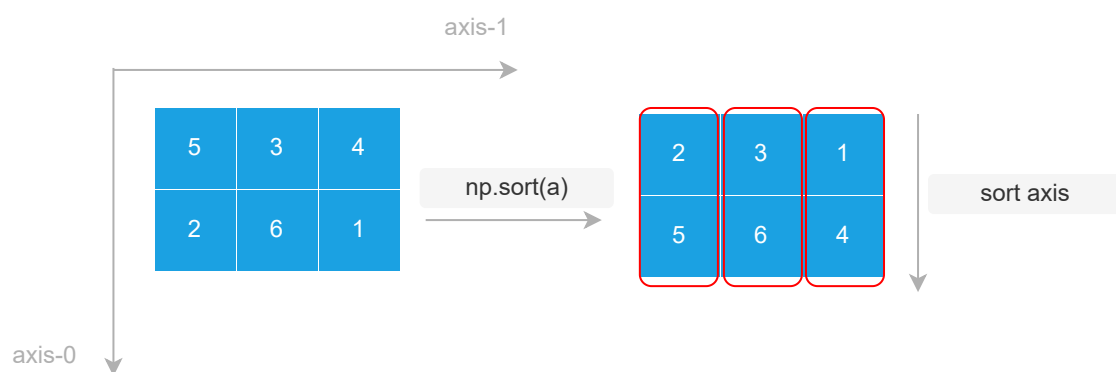 axis-1
5 3 4
2 6 1
np.sort(a)
2 3 1
5 6 4
sort axis
axis-0